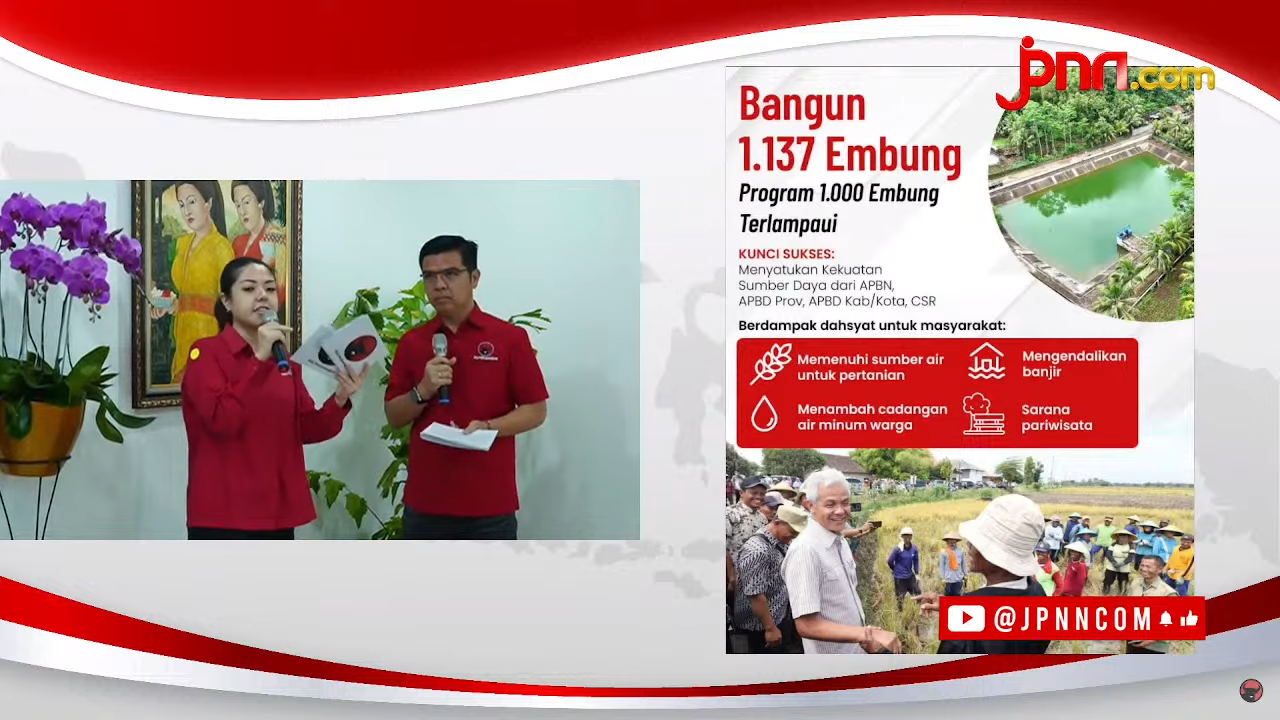 jpnn.com
Bangun
1.137 Embung
Program 1.000 Embung
Terlampaui
KUNCI SUKSES:
Menyatukan Kekuatan
Sumber Daya dari APBN,
APBD Prov, APBD Kab/Kota, CSR
Berdampak dahsyat untuk masyarakat:
Memenuhi sumber air
untuk pertanian
Mengendalikan
banjir
Menambah cadangan
air minum warga
Sarana
pariwisata
@JPNNCOM